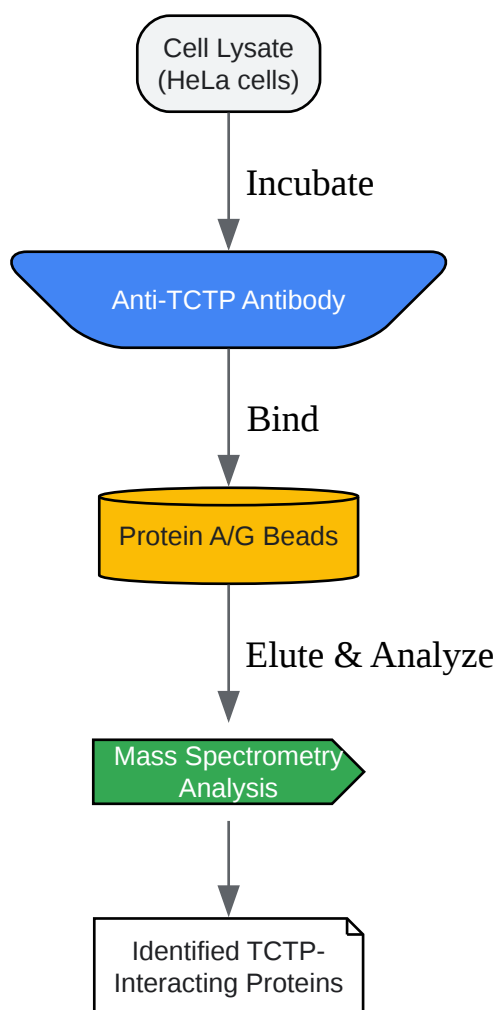 Cell Lysate
(HeLa cells)
Incubate
Anti-TCTP Antibody
Bind
Protein A/G Beads
Elute & Analyze
Mass Spectrometry
Analysis
Identified TCTP-
Interacting Proteins